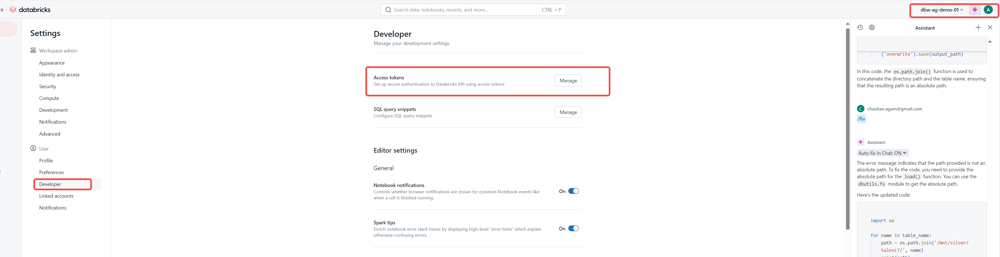 re
databricks
Search data, notebooks, recents, and more...
CTRL + P
dbw-ag-demo-01
A
Settings
Workspace admin
Appearance
Identity and access
Security
Compute
Development
Notifications
Advanced
User
Profile
Preferences
Developer
Linked accounts
Notifications
Developer
Manage your development settings
Access tokens
Set up secure authentication to Databricks API using access tokens
Manage
SQL query snippets
Configure SQL query snippets
Manage
Editor settings
General
Notebook notifications
Controls whether browser notifications are shown for common Notebook events like
when a cell is finished running.
On
Spark tips
Enrich notebook error stack traces by displaying high-level "error hints" which explain
otherwise-confusing errors.
On
Assistant
('overwrite').save(output_path)
In this code, the os.path.join() function is used to
concatenate the directory path and the table name, ensuring
that the resulting path is an absolute path.
C
chauhan.agam@gmail.com
/fix
Assistant
Auto-fix in Chat: ON
The error message indicates that the path provided is not an
absolute path. To fix the code, you need to provide the
absolute path for the load() function. You can use the
dbutils.fs module to get the absolute path.
Here's the updated code:
import os
for name in table_name:
path = os.path.join('/mnt/silver/
SalesLT/', name)
print(path)